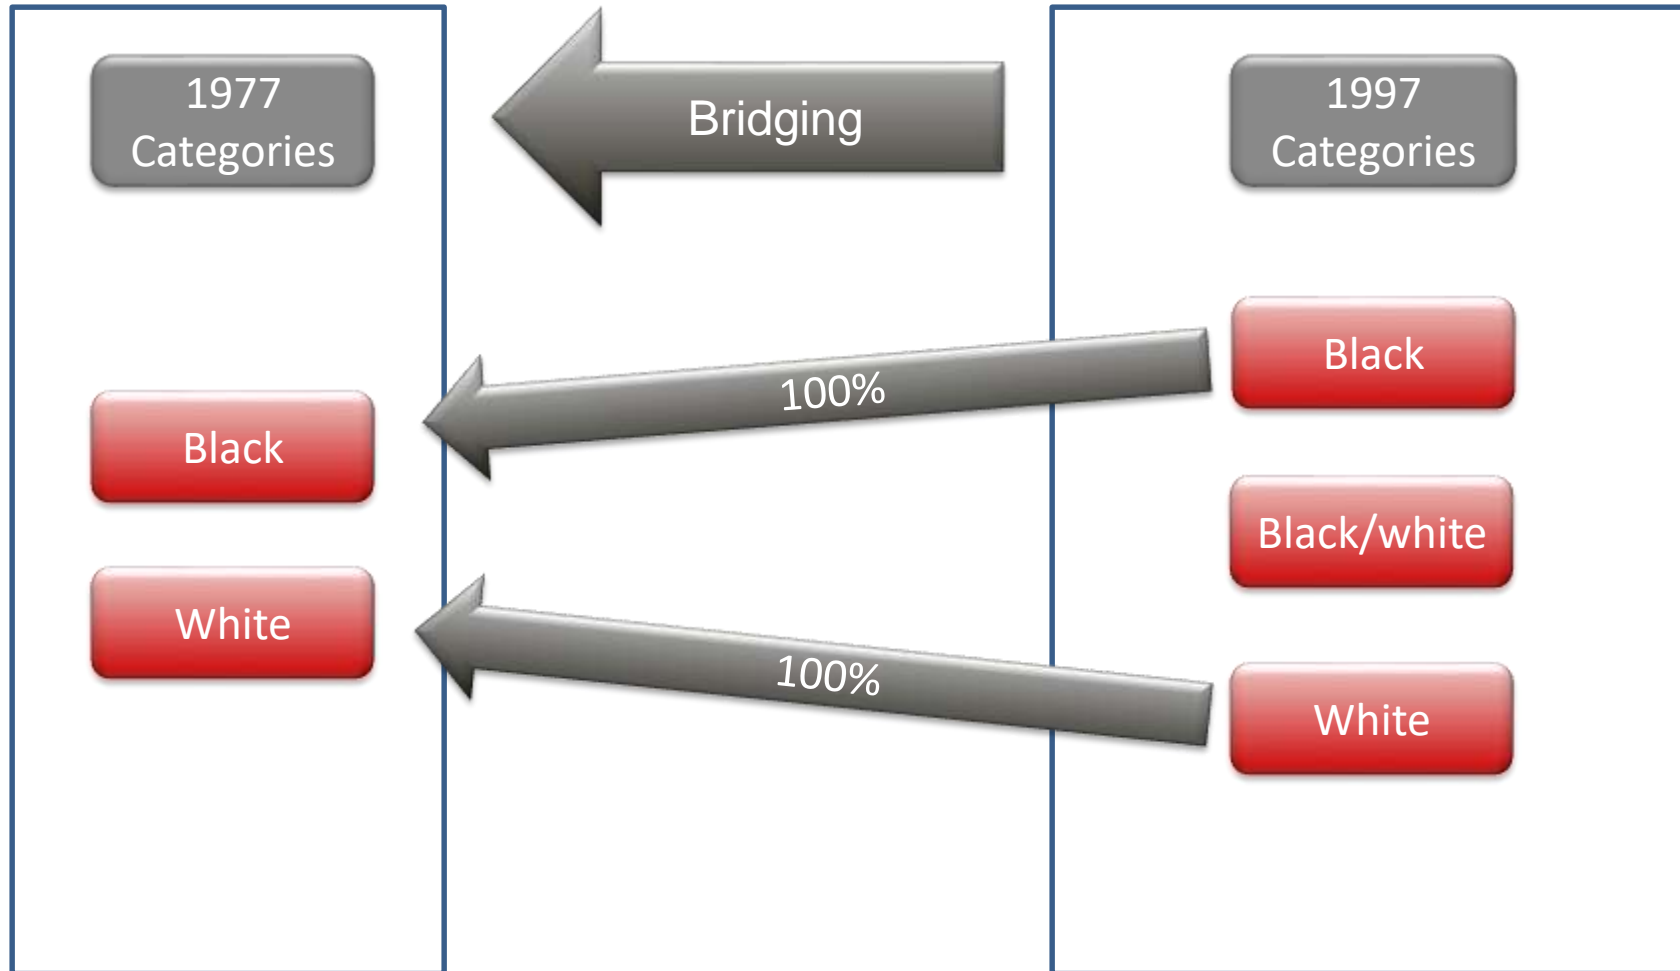 1977
Categories
Bridging
1997
Categories
Black
100%
Black
Black/white
White
100%
White